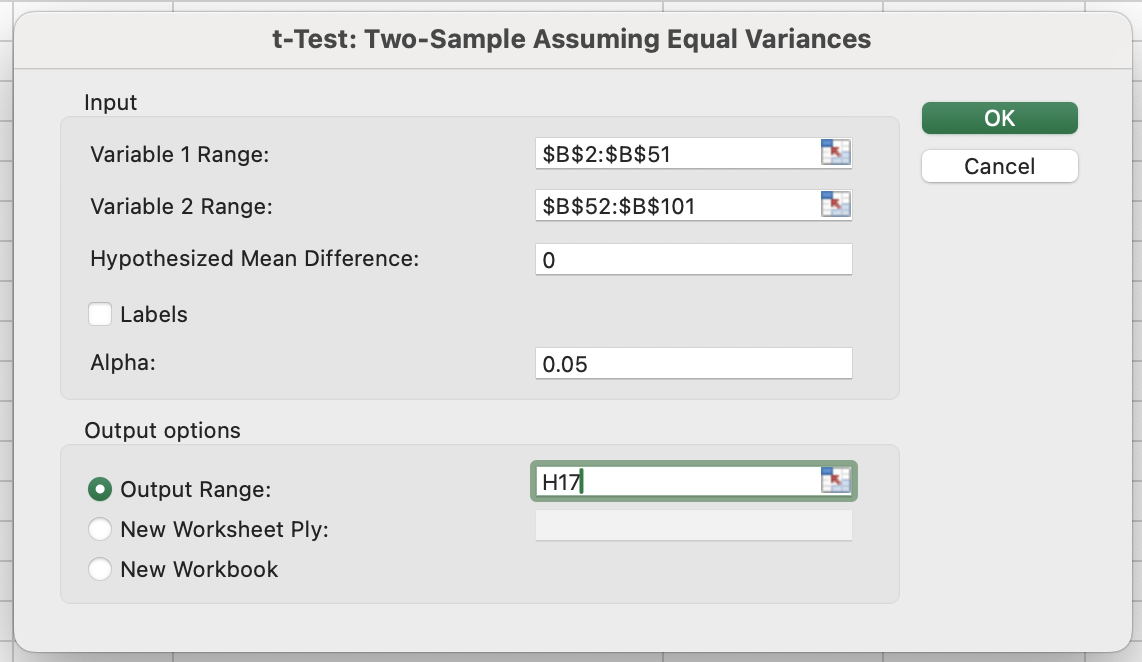 t-Test: Two-Sample Assuming Equal Variances
Input
Variable 1 Range: $B$2:$B$51
Variable 2 Range: $B$52:$B$101
Hypothesized Mean Difference: 0
Labels
Alpha: 0.05
Output options
Output Range: H17
New Worksheet Ply:
New Workbook
OK
Cancel